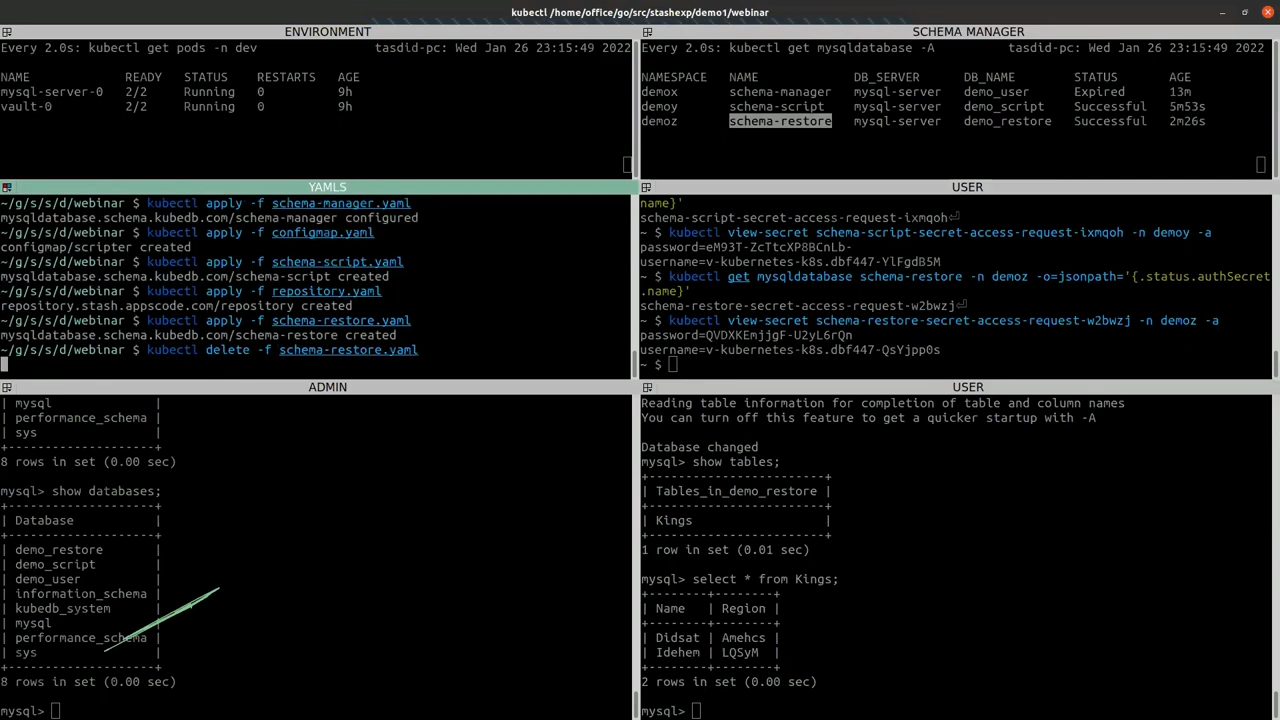 kubectl /home/office/go/src/stashexp/demo1/webinar
ENVIRONMENT
Every 2.0s: kubectl get pods -n dev tasdid-pc: Wed Jan 26 23:15:49 2022
NAME READY STATUS RESTARTS AGE
mysql-server-0 2/2 Running 0 9h
vault-0 2/2 Running 0 9h
SCHEMA MANAGER
Every 2.0s: kubectl get mysqldatabase -A tasdid-pc: Wed Jan 26 23:15:49 2022
NAMESPACE NAME DB_SERVER DB_NAME STATUS AGE
demox schema-manager mysql-server demo_user Expired 13m
demoy schema-script mysql-server demo_script Successful 5m53s
demoz schema-restore mysql-server demo_restore Successful 2m26s
YAMLS
~/g/s/s/d/webinar $ kubectl apply -f schema-manager.yaml
mysqldatabase.schema.kubedb.com/schema-manager configured
~/g/s/s/d/webinar $ kubectl apply -f configmap.yaml
configmap/scripter created
~/g/s/s/d/webinar $ kubectl apply -f schema-script.yaml
mysqldatabase.schema.kubedb.com/schema-script created
~/g/s/s/d/webinar $ kubectl apply -f repository.yaml
repository.stash.appscode.com/repository created
~/g/s/s/d/webinar $ kubectl apply -f schema-restore.yaml
mysqldatabase.schema.kubedb.com/schema-restore created
~/g/s/s/d/webinar $ kubectl delete -f schema-restore.yaml
USER
name}'
schema-script-secret-access-request-ixmqoh⏎
~ $ kubectl view-secret schema-script-secret-access-request-ixmqoh -n demoy -a
password=eM93T-ZcTtcXP8BCnLb-
username=v-kubernetes-k8s.dbf447-YlFgdB5M
~ $ kubectl get mysqldatabase schema-restore -n demoz -o=jsonpath='{.status.authSecret
.name}'
schema-restore-secret-access-request-w2bwzj⏎
~ $ kubectl view-secret schema-restore-secret-access-request-w2bwzj -n demoz -a
password=QVDXKEmjjgF-U2yL6rQn
username=v-kubernetes-k8s.dbf447-QsYjpp0s
~ $
ADMIN
| mysql |
| performance_schema |
| sys |
+--------------------+
8 rows in set (0.00 sec)
mysql> show databases;
+--------------------+
| Database |
+--------------------+
| demo_restore |
| demo_script |
| demo_user |
| information_schema |
| kubedb_system |
| mysql |
| performance_schema |
| sys |
+--------------------+
8 rows in set (0.00 sec)
mysql>
USER
Reading table information for completion of table and column names
You can turn off this feature to get a quicker startup with -A
Database changed
mysql> show tables;
+------------------------+
| Tables_in_demo_restore |
+------------------------+
| Kings |
+------------------------+
1 row in set (0.01 sec)
mysql> select * from Kings;
+--------+--------+
| Name | Region |
+--------+--------+
| Didsat | Amehcs |
| Idehem | LQSyM |
+--------+--------+
2 rows in set (0.00 sec)
mysql>